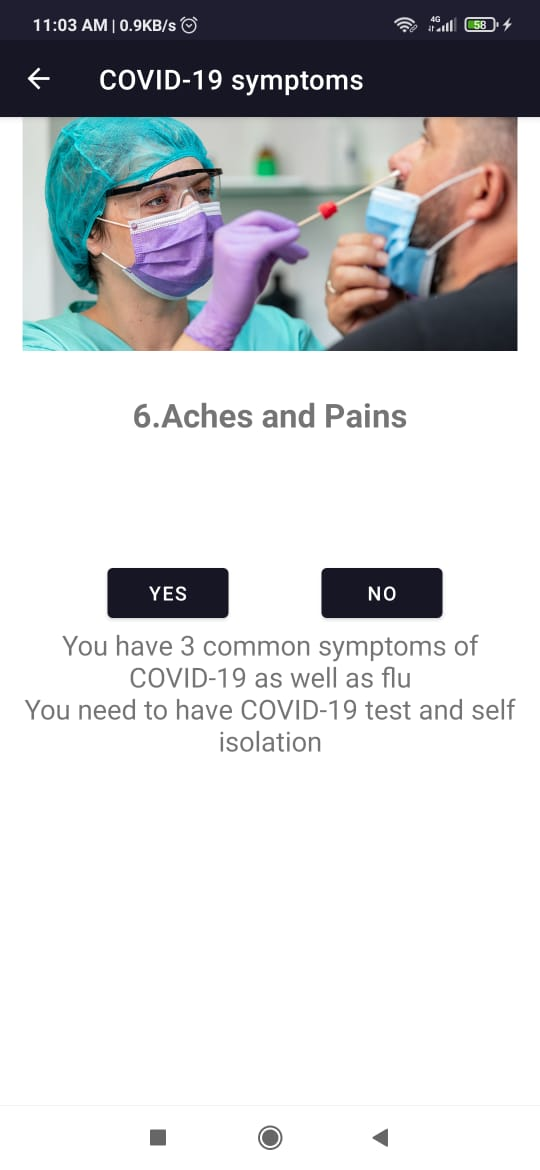 11:03 AM | 0.9KB/s
4G
58
COVID-19 symptoms
6.Aches and Pains
YES
NO
You have 3 common symptoms of
COVID-19 as well as flu
You need to have COVID-19 test and self
isolation